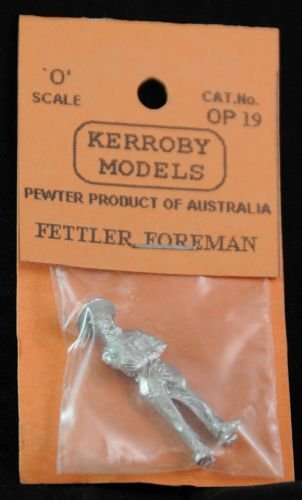 'O'
SCALE
CAT.No.
OP 19
KERROBY
MODELS
PEWTER PRODUCT OF AUSTRALIA
FETTLER FOREMAN